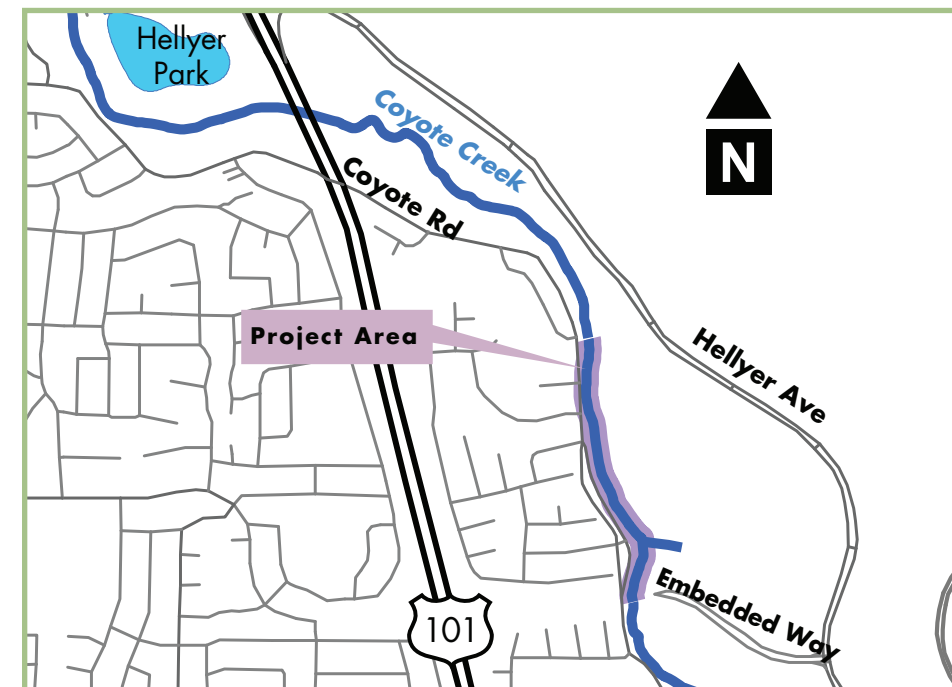 Hellyer
Park
Coyote Creek
N
Coyote Rd
Project Area
Hellyer Ave
Embedded Way
101